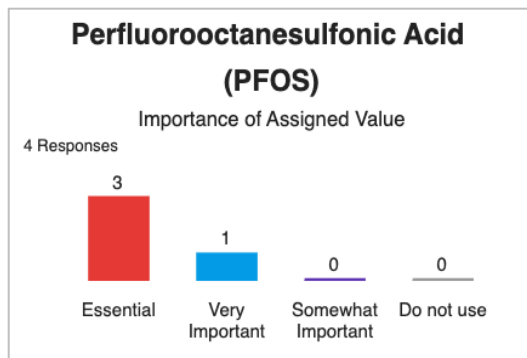 Perfluorooctanesulfonic Acid
(PFOS)
Importance of Assigned Value
4 Responses
3
1
0
0
Essential
Very
Important
Somewhat
Important
Do not use